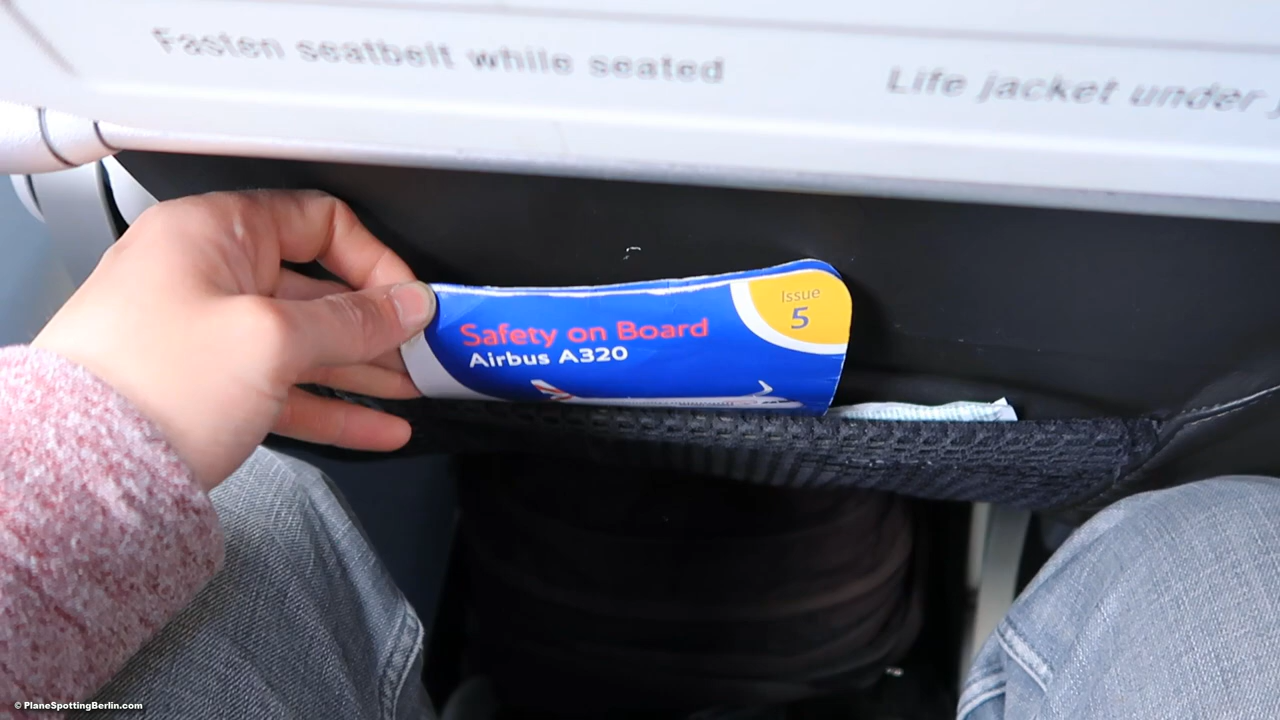 Fasten seatbelt while seated
Life jacket under
Issue
5
Safety on Board
Airbus A320
© PlaneSpottingBerlin.com